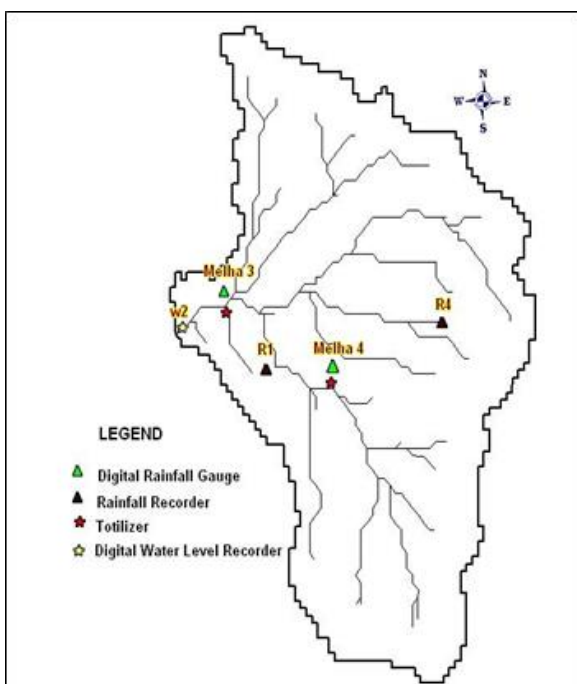 N
W E
S
Melha 3
w2
R4
R1
Melha 4
LEGEND
Digital Rainfall Gauge
Rainfall Recorder
Totilizer
Digital Water Level Recorder